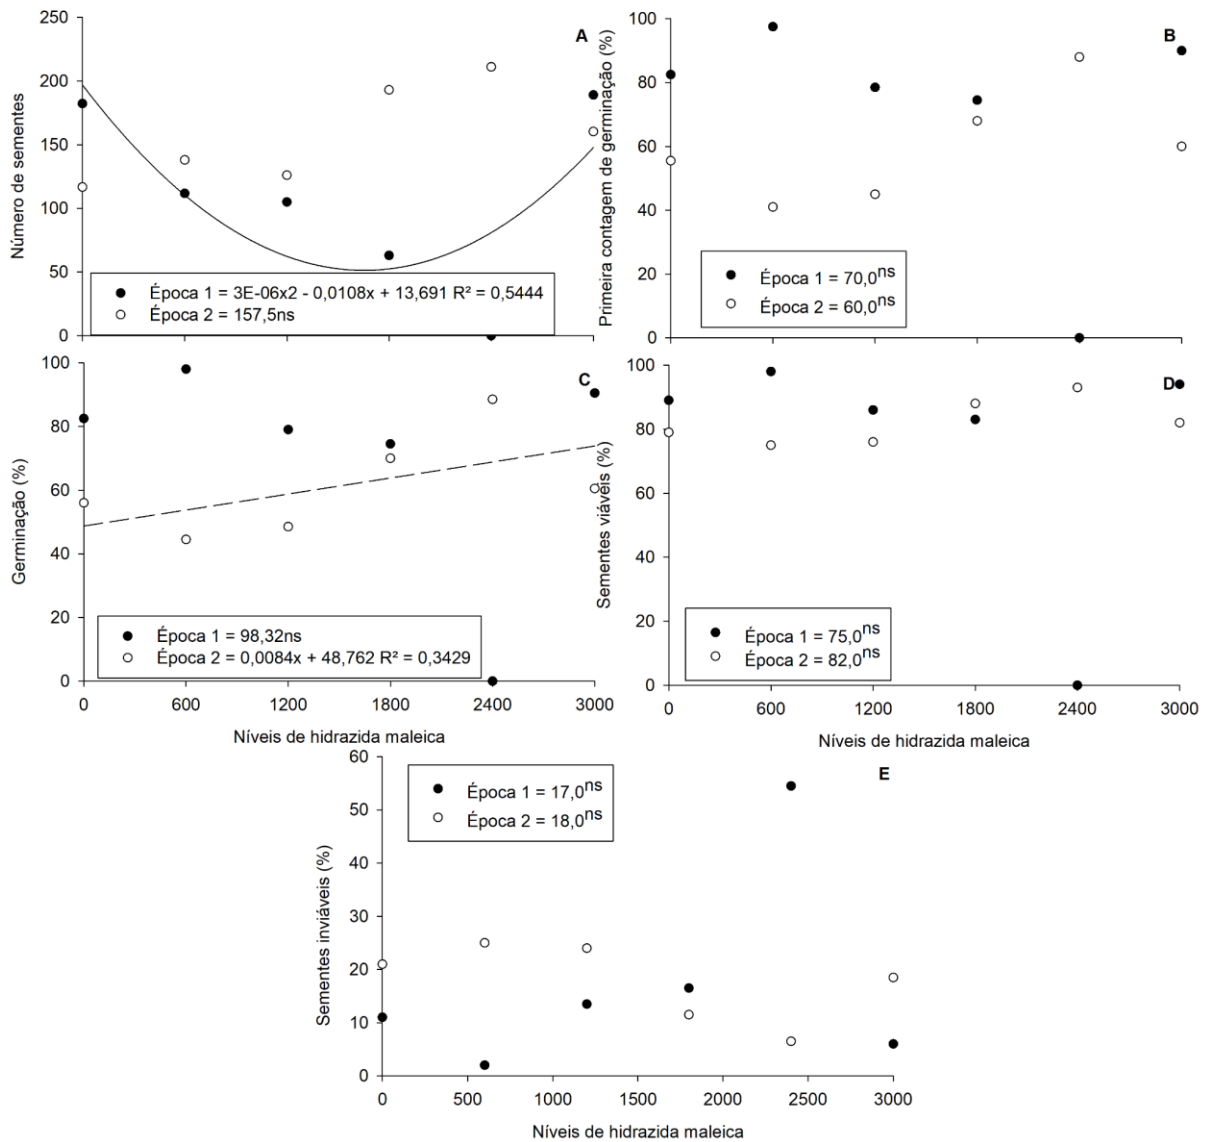 250
200
150
100
50
0
Número de sementes
A
Época 1 = 3E-06x2 - 0,0108x + 13,691 R² = 0,5444
Época 2 = 157,5ns
100
80
60
40
20
0
Primeira contagem de germinação (%)
B
Época 1 = 70,0ns
Época 2 = 60,0ns
100
80
60
40
20
0
Germinação (%)
C
Época 1 = 98,32ns
Época 2 = 0,0084x + 48,762 R² = 0,3429
0 600 1200 1800 2400 3000
Níveis de hidrazida maleica
100
80
60
40
20
0
Sementes viáveis (%)
D
Época 1 = 75,0ns
Época 2 = 82,0ns
0 600 1200 1800 2400 3000
Níveis de hidrazida maleica
60
50
40
30
20
10
0
Sementes inviáveis (%)
E
Época 1 = 17,0ns
Época 2 = 18,0ns
0 500 1000 1500 2000 2500 3000
Níveis de hidrazida maleica